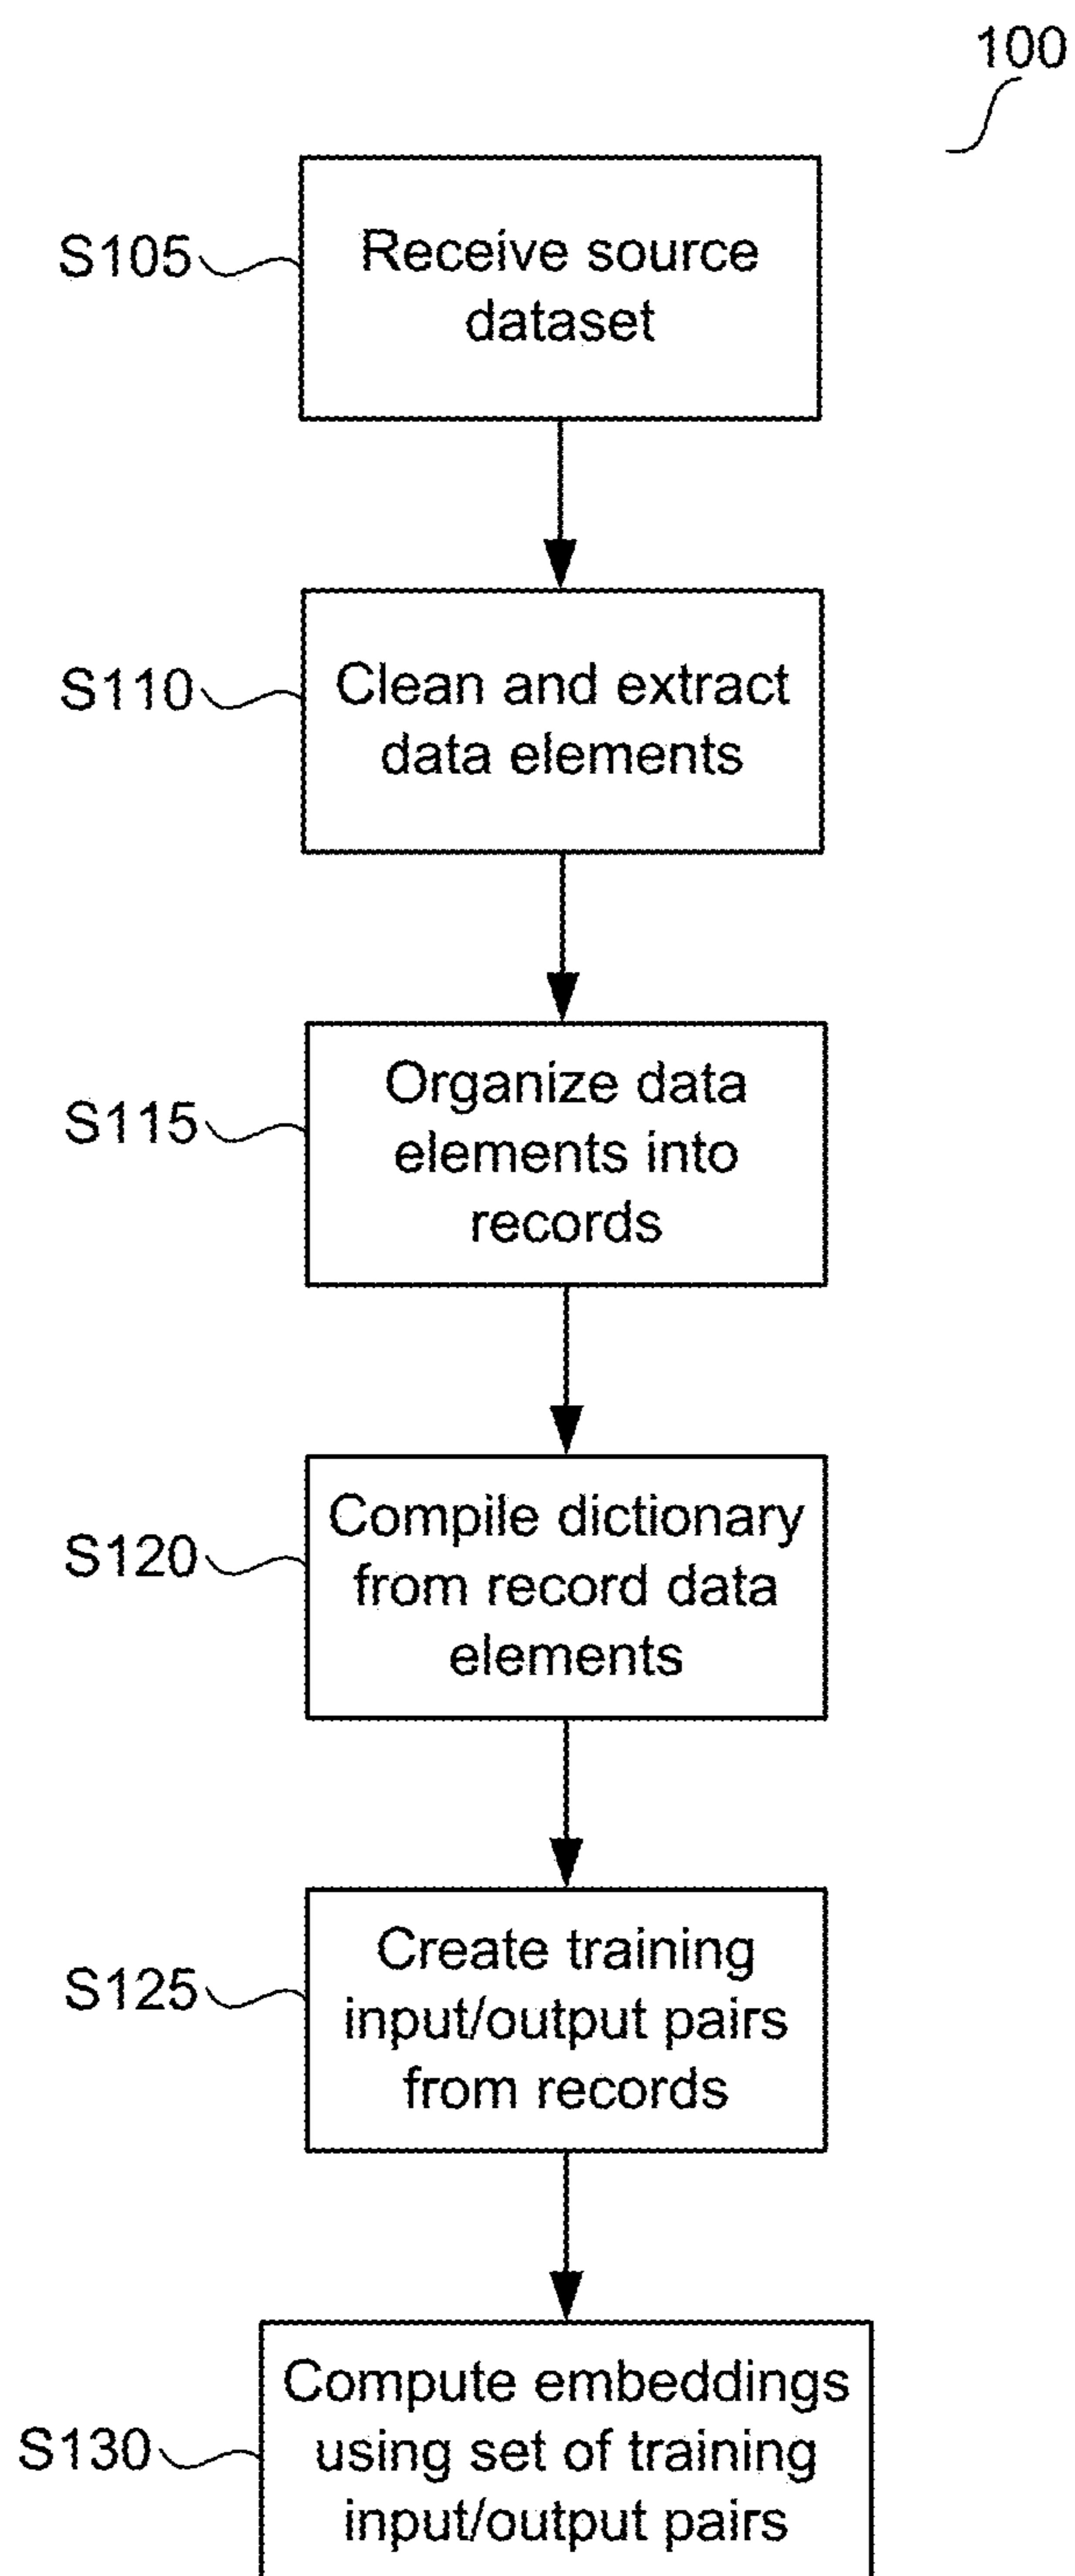 100
S105
Receive source
dataset
S110
Clean and extract
data elements
S115
Organize data
elements into
records
S120
Compile dictionary
from record data
elements
S125
Create training
input/output pairs
from records
S130
Compute embeddings
using set of training
input/output pairs